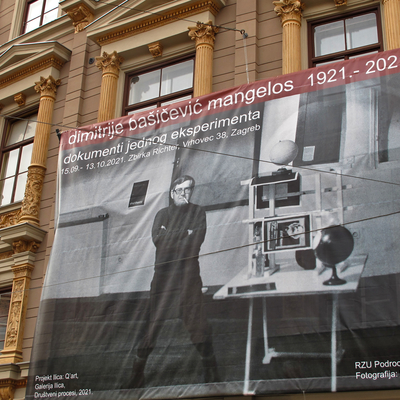 dimitrije bašičević mangelos 1921.- 202
dokumenti jednog eksperimenta
15.09.- 13.10.2021. Zbirka Richter, Vrhovec 38, Zagreb
Projekt Ilica: Q'art,
Galerija Ilica,
Društveni procesi, 2021
RZU Podroo
Fotografija: